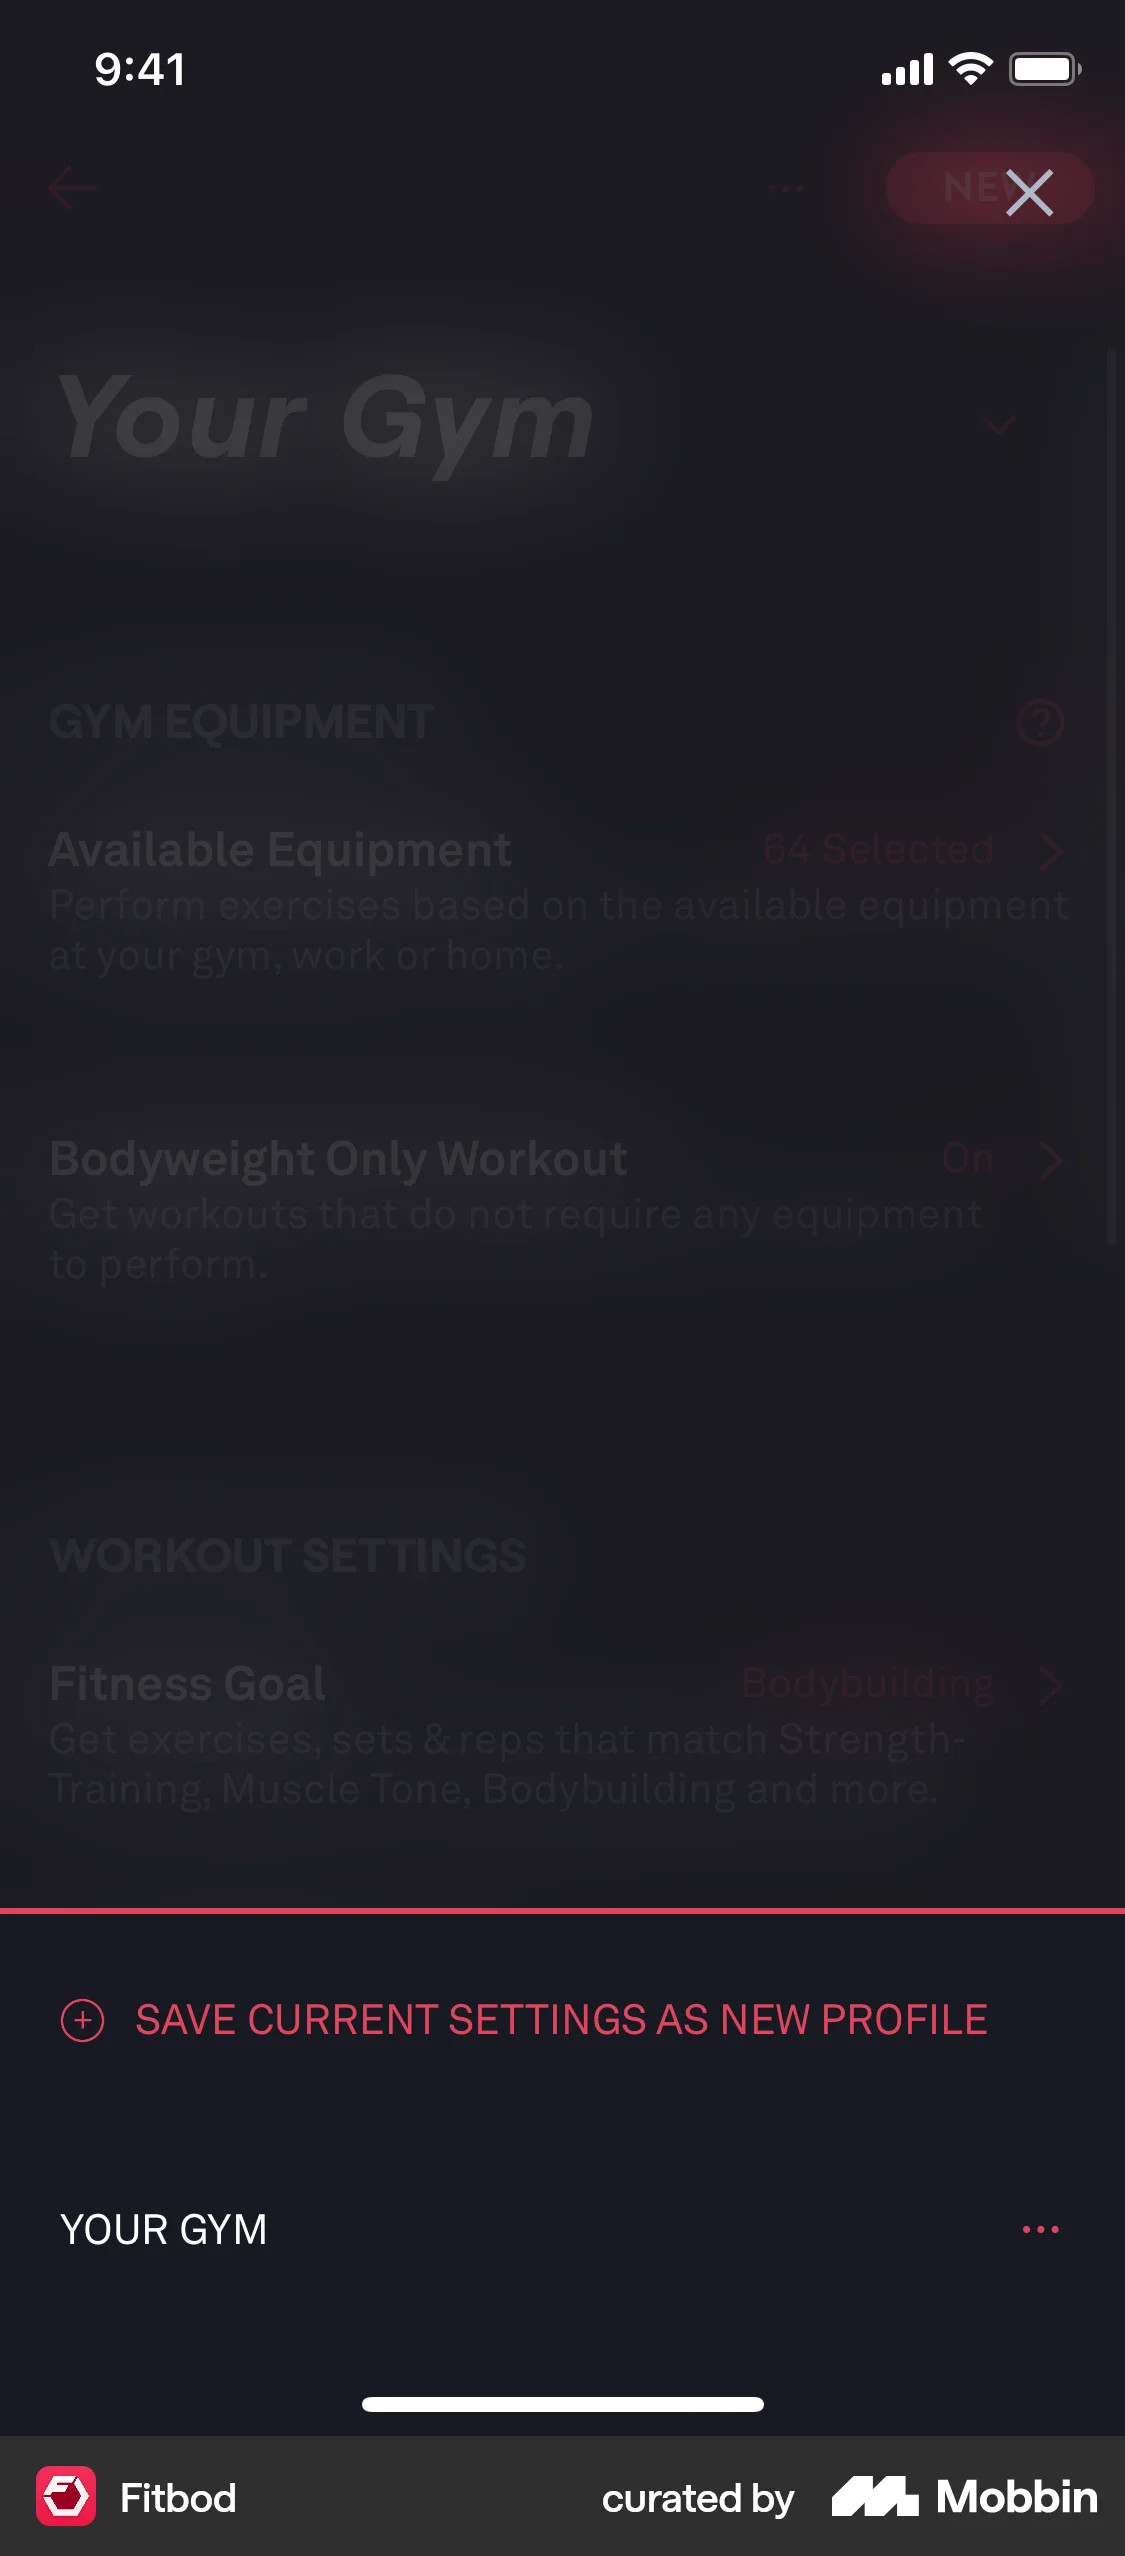 9:41
NEW
Your Gym
GYM EQUIPMENT
Available Equipment 64 Selected
Perform exercises based on the available equipment
at your gym, work or home.
Bodyweight Only Workout On
Get workouts that do not require any equipment
to perform.
WORKOUT SETTINGS
Fitness Goal Bodybuilding
Get exercises, sets & reps that match Strength-
Training, Muscle Tone, Bodybuilding and more.
SAVE CURRENT SETTINGS AS NEW PROFILE
YOUR GYM
Fitbod curated by Mobbin